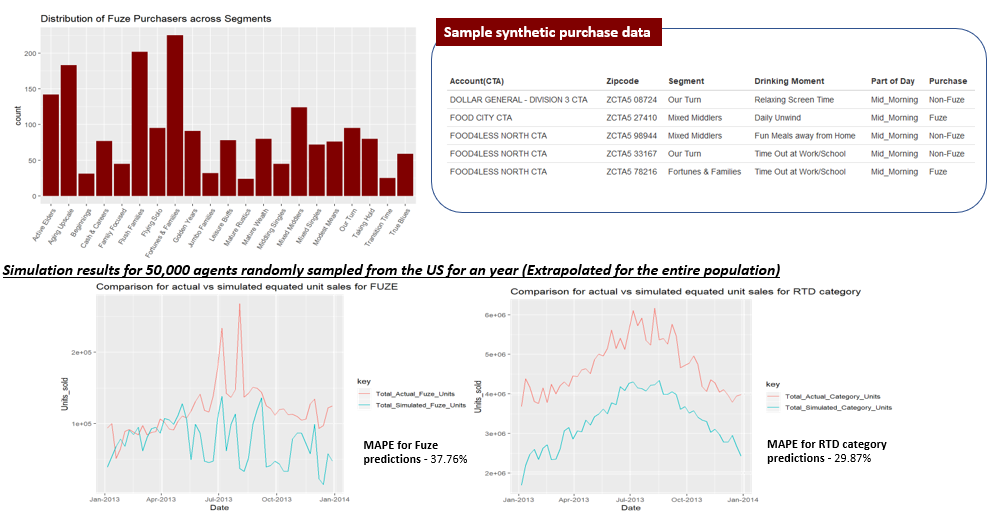 Distribution of Fuze Purchasers across Segments
count
200
150
100
50
0
Active Elders
Aging Upscale
Beginnings
Cash & Careers
Family Focused
Flush Families
Flying Solo
Fortunes & Families
Golden Years
Jumbo Families
Leisure Buffs
Mature Rustics
Mature Wealth
Middling Singles
Mixed Middlers
Mixed Singles
Modest Means
Our Turn
Taking Hold
Transition Time
True Blues
Sample synthetic purchase data
Account(CTA) Zipcode Segment Drinking Moment Part of Day Purchase
DOLLAR GENERAL - DIVISION 3 CTA ZCTA5 08724 Our Turn Relaxing Screen Time Mid_Morning Non-Fuze
FOOD CITY CTA ZCTA5 27410 Mixed Middlers Daily Unwind Mid_Morning Fuze
FOOD4LESS NORTH CTA ZCTA5 98944 Mixed Middlers Fun Meals away from Home Mid_Morning Non-Fuze
FOOD4LESS NORTH CTA ZCTA5 33167 Our Turn Time Out at Work/School Mid_Morning Non-Fuze
FOOD4LESS NORTH CTA ZCTA5 78216 Fortunes & Families Time Out at Work/School Mid_Morning Fuze
Simulation results for 50,000 agents randomly sampled from the US for an year (Extrapolated for the entire population)
Comparison for actual vs simulated equated unit sales for FUZE
Units_sold
2e+05
1e+05
Jan-2013 Apr-2013 Jul-2013 Oct-2013 Jan-2014
Date
key
Total_Actual_Fuze_Units
Total_Simulated_Fuze_Units
MAPE for Fuze
predictions - 37.76%
Comparison for actual vs simulated equated unit sales for RTD category
Units_sold
6e+06
5e+06
4e+06
3e+06
2e+06
Jan-2013 Apr-2013 Jul-2013 Oct-2013 Jan-2014
Date
key
Total_Actual_Category_Units
Total_Simulated_Category_Units
MAPE for RTD category
predictions - 29.87%